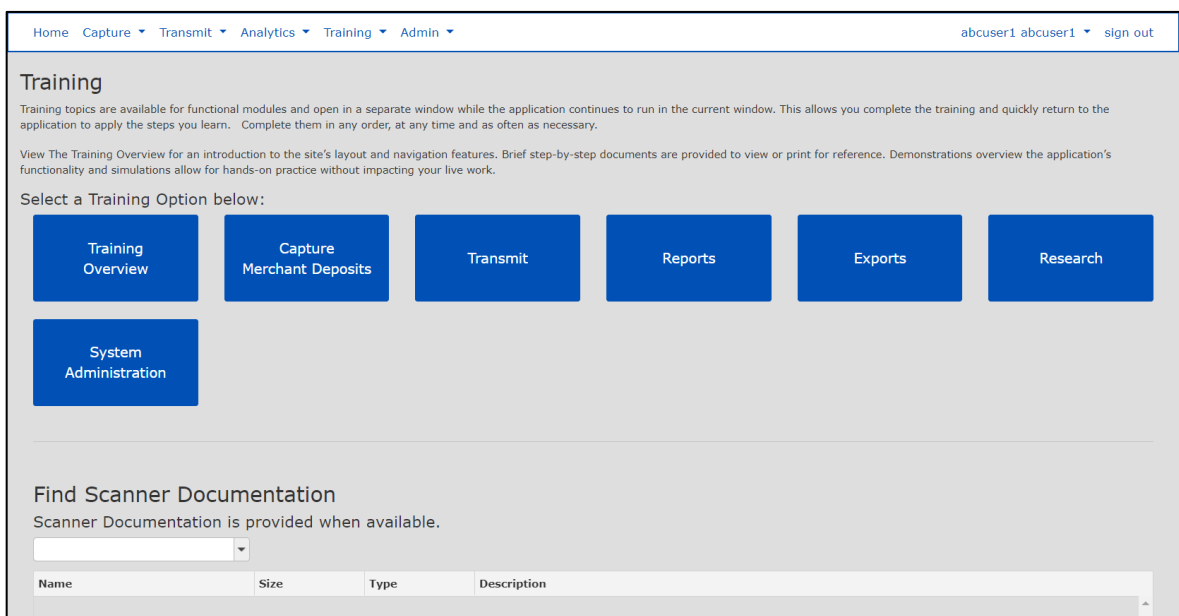 Home Capture Transmit Analytics Training Admin abcuser1 abcuser1 sign out
Training
Training topics are available for functional modules and open in a separate window while the application continues to run in the current window. This allows you complete the training and quickly return to the
application to apply the steps you learn. Complete them in any order, at any time and as often as necessary.
View The Training Overview for an introduction to the site's layout and navigation features. Brief step-by-step documents are provided to view or print for reference. Demonstrations overview the application's
functionality and simulations allow for hands-on practice without impacting your live work.
Select a Training Option below:
Training
Overview
Capture
Merchant Deposits
Transmit
Reports
Exports
Research
System
Administration
Find Scanner Documentation
Scanner Documentation is provided when available.
Name Size Type Description